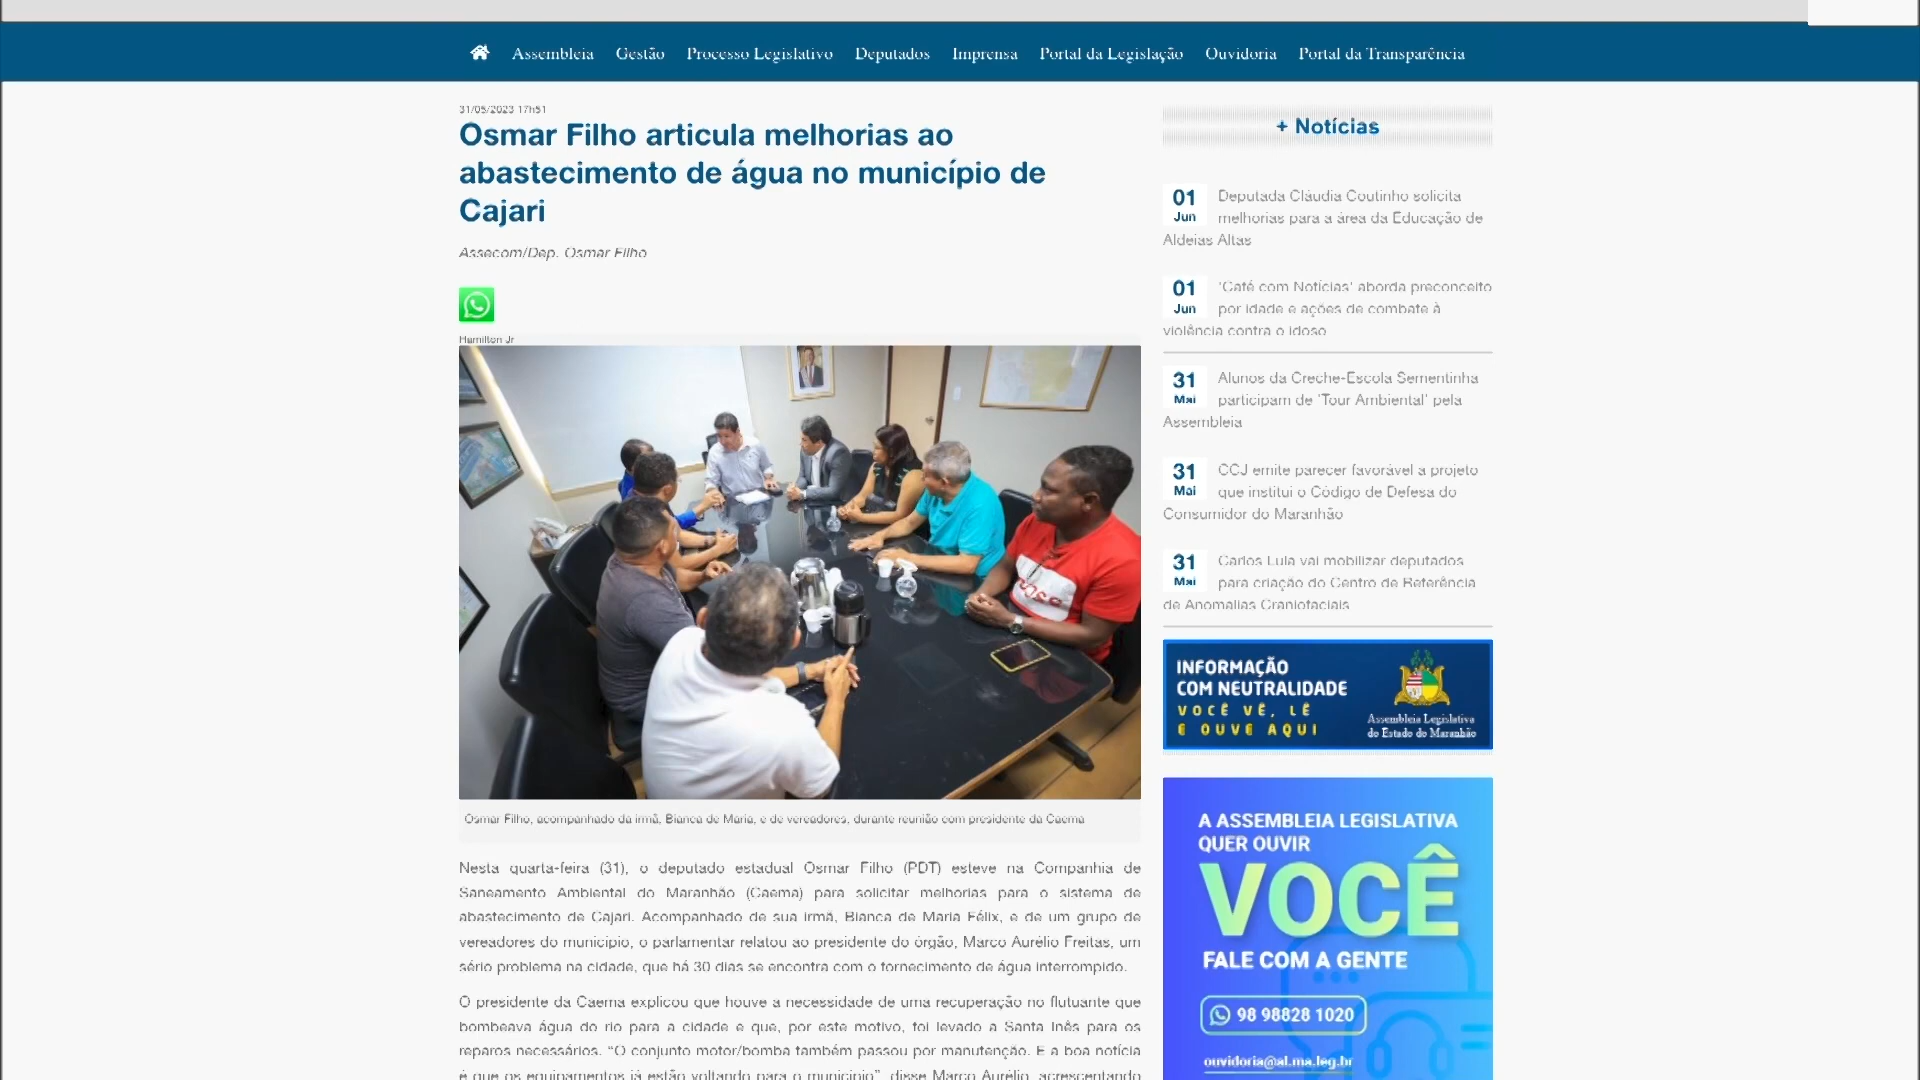 Assembleia Gestão Processo Legislativo Deputados Imprensa Portal da Legislação Ouvidoria Portal da Transparência
31/05/2023 17h51
Osmar Filho articula melhorias ao
abastecimento de água no município de
Cajari
Assecom/Dep. Osmar Filho
Hamilton Jr
Osmar Filho, acompanhado da irmã, Bianca de Maria, e de vereadores, durante reunião com presidente da Caema
Nesta quarta-feira (31), o deputado estadual Osmar Filho (PDT) esteve na Companhia de
Saneamento Ambiental do Maranhão (Caema) para solicitar melhorias para o sistema de
abastecimento de Cajari. Acompanhado de sua irmã, Bianca de Maria Félix, e de um grupo de
vereadores do município, o parlamentar relatou ao presidente do órgão, Marco Aurélio Freitas, um
sério problema na cidade, que há 30 dias se encontra com o fornecimento de água interrompido.
O presidente da Caema explicou que houve a necessidade de uma recuperação no flutuante que
bombeava água do rio para a cidade e que, por este motivo, foi levado a Santa Inês para os
reparos necessários. “O conjunto motor/bomba também passou por manutenção. E a boa notícia
é que os equipamentos já estão voltando para o município”, disse Marco Aurélio, acrescentando
+ Notícias
01
Jun
Deputada Cláudia Coutinho solicita
melhorias para a área da Educação de
Aldeias Altas
01
Jun
'Café com Notícias' aborda preconceito
por idade e ações de combate à
violência contra o idoso
31
Mai
Alunos da Creche-Escola Sementinha
participam de 'Tour Ambiental' pela
Assembleia
31
Mai
CCJ emite parecer favorável a projeto
que institui o Código de Defesa do
Consumidor do Maranhão
31
Mai
Carlos Lula vai mobilizar deputados
para criação do Centro de Referência
de Anomalias Craniofaciais
INFORMAÇÃO
COM NEUTRALIDADE
VOCÊ VÊ, LÊ
E OUVE AQUI
Assembleia Legislativa
do Estado do Maranhão
A ASSEMBLEIA LEGISLATIVA
QUER OUVIR
VOCÊ
FALE COM A GENTE
98 98828 1020
ouvidoria@al.ma.leg.br